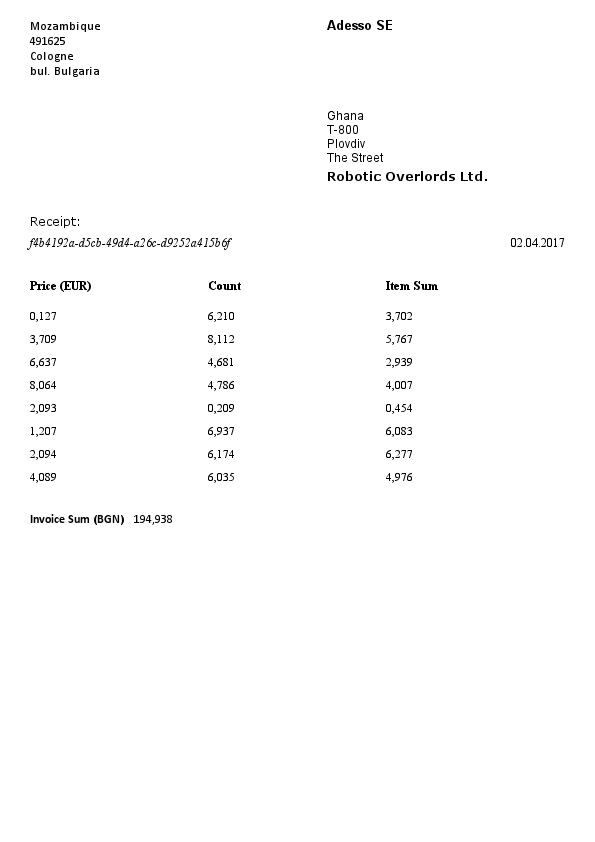 Mozambique
491625
Cologne
bul. Bulgaria
Adesso SE
Ghana
T-800
Plovdiv
The Street
Robotic Overlords Ltd.
Receipt:
f4b4192a-d5cb-49d4-a26c-d9252a415b6f 02.04.2017
Price (EUR) Count Item Sum
0,127 6,210 3,702
3,709 8,112 5,767
6,637 4,681 2,939
8,064 4,786 4,007
2,093 0,209 0,454
1,207 6,937 6,083
2,094 6,174 6,277
4,089 6,035 4,976
Invoice Sum (BGN) 194,938